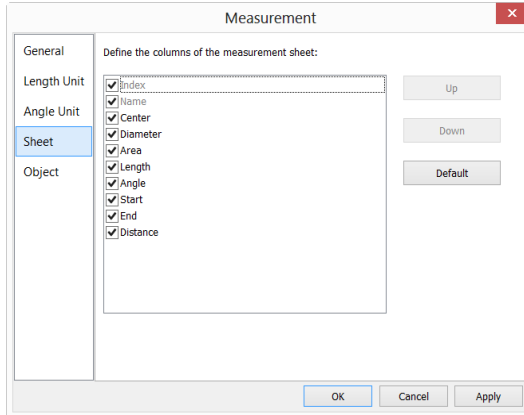 Measurement
General
Length Unit
Angle Unit
Sheet
Object
Define the columns of the measurement sheet:
Index
Name
Center
Diameter
Area
Length
Angle
Start
End
Distance
Up
Down
Default
OK
Cancel
Apply